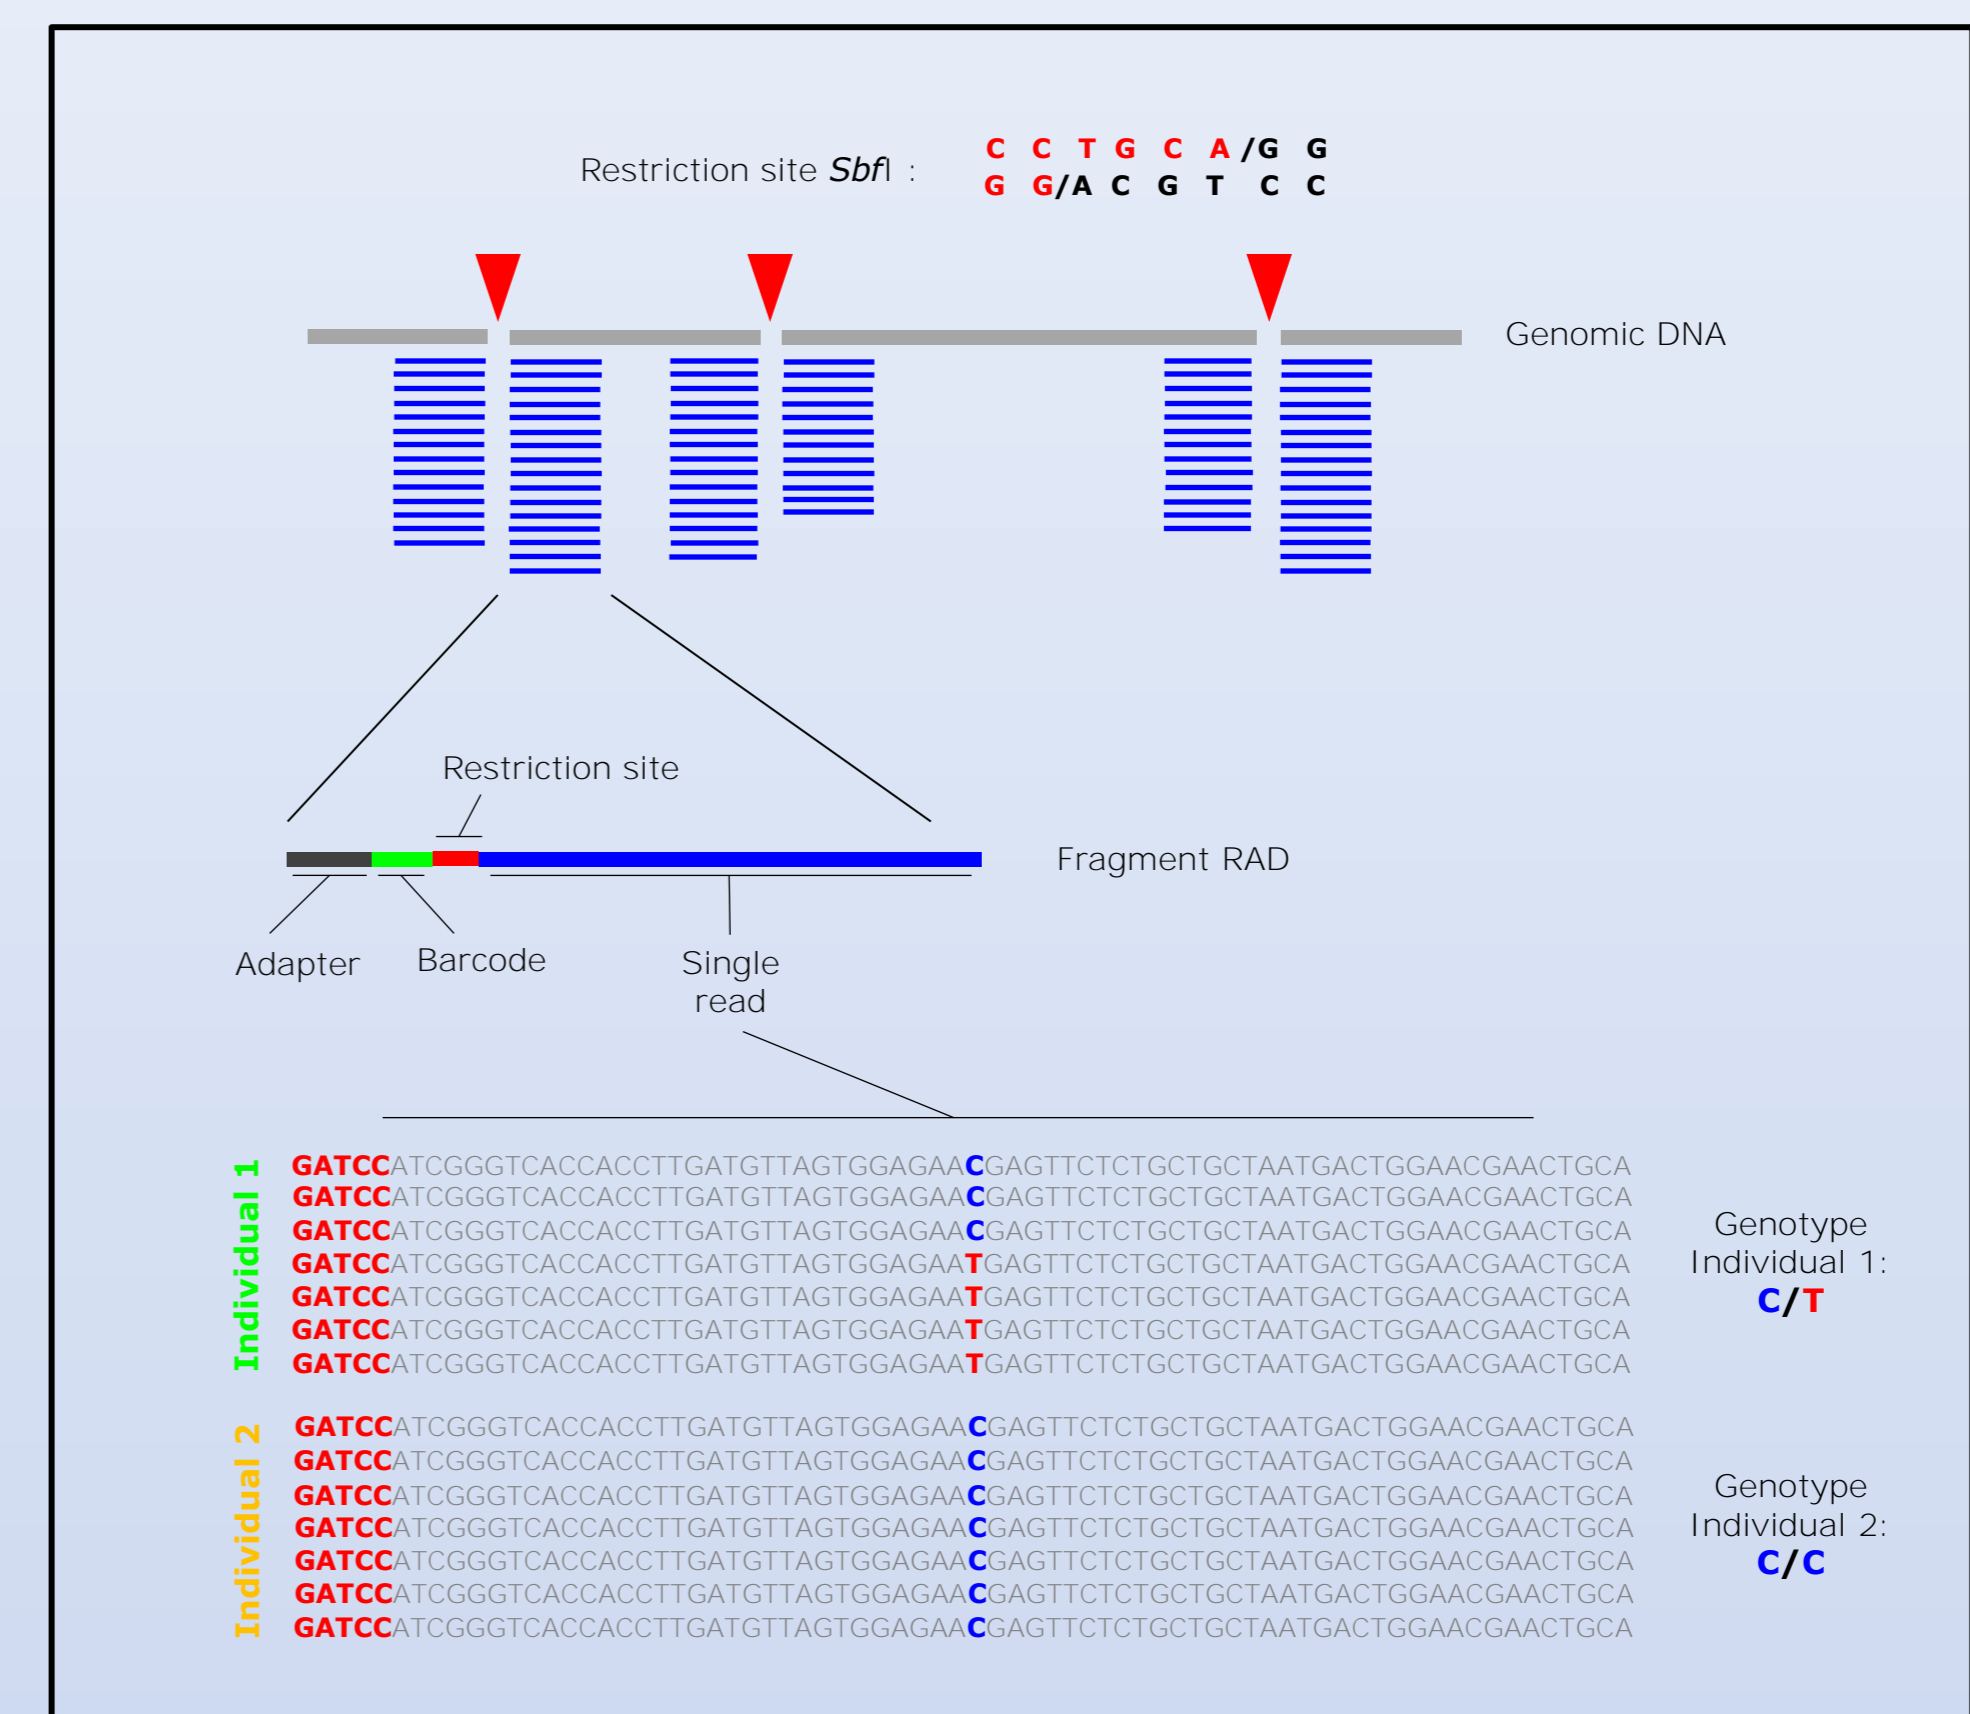 Restriction site SbfI :
C C T G C A /G G
G G/A C G T C C
Genomic DNA
Restriction site
Fragment RAD
Adapter
Barcode
Single
read
Individual 1
GATCCATCGGGTCACCACCTTGATGTTAGTGGAGAACGAGTTCTCTGCTGCTAATGACTGGAACGAACTGCA
GATCCATCGGGTCACCACCTTGATGTTAGTGGAGAACGAGTTCTCTGCTGCTAATGACTGGAACGAACTGCA
GATCCATCGGGTCACCACCTTGATGTTAGTGGAGAACGAGTTCTCTGCTGCTAATGACTGGAACGAACTGCA
GATCCATCGGGTCACCACCTTGATGTTAGTGGAGAATGAGTTCTCTGCTGCTAATGACTGGAACGAACTGCA
GATCCATCGGGTCACCACCTTGATGTTAGTGGAGAATGAGTTCTCTGCTGCTAATGACTGGAACGAACTGCA
GATCCATCGGGTCACCACCTTGATGTTAGTGGAGAATGAGTTCTCTGCTGCTAATGACTGGAACGAACTGCA
GATCCATCGGGTCACCACCTTGATGTTAGTGGAGAATGAGTTCTCTGCTGCTAATGACTGGAACGAACTGCA
Genotype
Individual 1:
C/T
Individual 2
GATCCATCGGGTCACCACCTTGATGTTAGTGGAGAACGAGTTCTCTGCTGCTAATGACTGGAACGAACTGCA
GATCCATCGGGTCACCACCTTGATGTTAGTGGAGAACGAGTTCTCTGCTGCTAATGACTGGAACGAACTGCA
GATCCATCGGGTCACCACCTTGATGTTAGTGGAGAACGAGTTCTCTGCTGCTAATGACTGGAACGAACTGCA
GATCCATCGGGTCACCACCTTGATGTTAGTGGAGAACGAGTTCTCTGCTGCTAATGACTGGAACGAACTGCA
GATCCATCGGGTCACCACCTTGATGTTAGTGGAGAACGAGTTCTCTGCTGCTAATGACTGGAACGAACTGCA
GATCCATCGGGTCACCACCTTGATGTTAGTGGAGAACGAGTTCTCTGCTGCTAATGACTGGAACGAACTGCA
GATCCATCGGGTCACCACCTTGATGTTAGTGGAGAACGAGTTCTCTGCTGCTAATGACTGGAACGAACTGCA
Genotype
Individual 2:
C/C